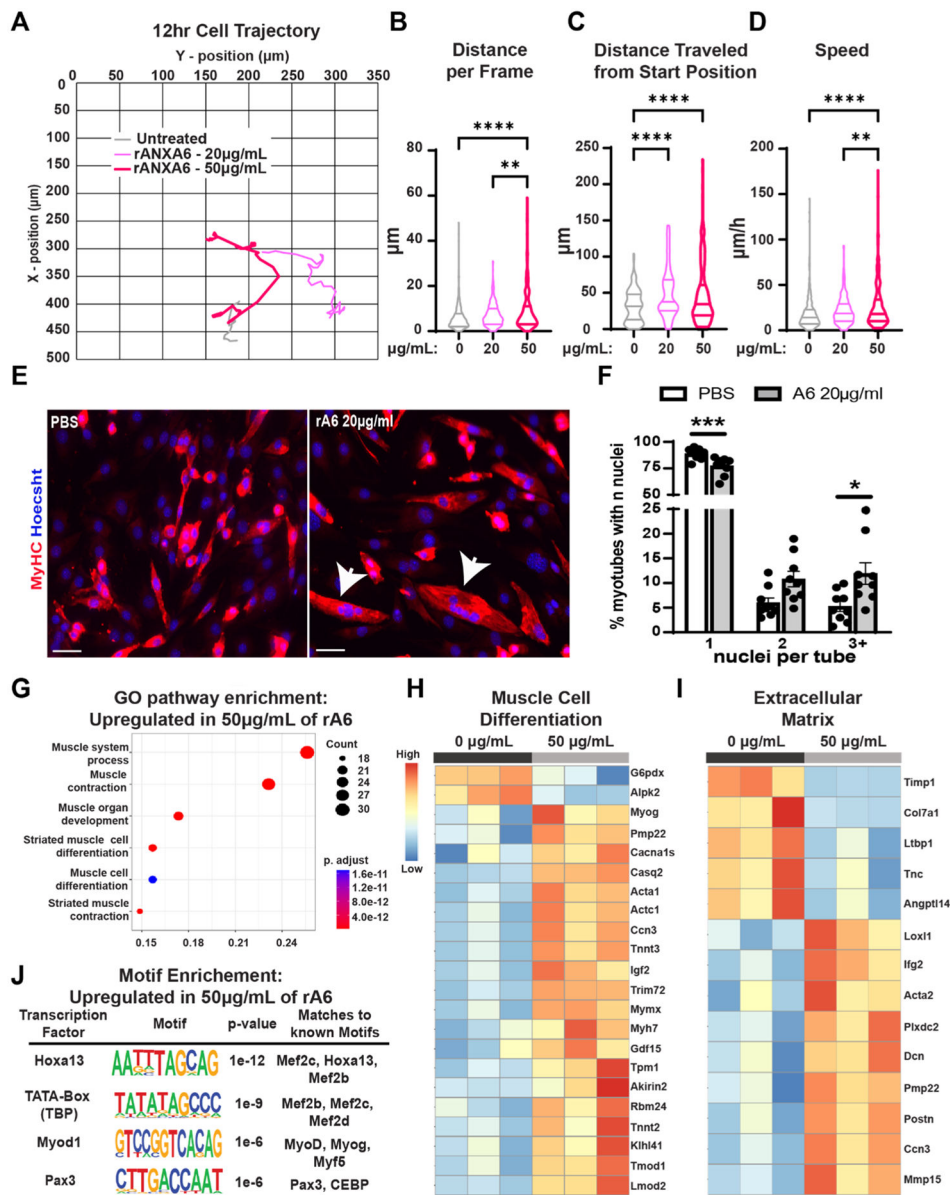 A
12hr Cell Trajectory
Y - position (µm)
0 50 100 150 200 250 300 350
0
50
100
150
200
250
300
350
400
450
500
X - position (µm)
Untreated
rANXA6 - 20µg/mL
rANXA6 - 50µg/mL
B
Distance
per Frame
****
**
80
60
40
20
0
µm
µg/mL: 0 20 50
C
Distance Traveled
from Start Position
****
****
250
200
150
100
50
0
µm
µg/mL: 0 20 50
D
Speed
****
**
200
150
100
50
0
µm/h
µg/mL: 0 20 50
E
MyHC Hoecsht
PBS
rA6 20µg/ml
F
PBS A6 20µg/ml
***
*
100
75
50
25
20
15
10
5
0
% myotubes with n nuclei
1 2 3+
nuclei per tube
G
GO pathway enrichment:
Upregulated in 50µg/mL of rA6
Muscle system
process
Muscle
contraction
Muscle organ
development
Striated muscle cell
differentiation
Muscle cell
differentiation
Striated muscle
contraction
0.15 0.18 0.21 0.24
Count
18
21
24
27
30
p. adjust
1.6e-11
1.2e-11
8.0e-12
4.0e-12
H
Muscle Cell
Differentiation
High
Low
0 µg/mL 50 µg/mL
G6pdx
Alpk2
Myog
Pmp22
Cacna1s
Casq2
Acta1
Actc1
Ccn3
Tnnt3
Igf2
Trim72
Mymx
Myh7
Gdf15
Tpm1
Akirin2
Rbm24
Tnnt2
Klhl41
Tmod1
Lmod2
I
Extracellular
Matrix
0 µg/mL 50 µg/mL
Timp1
Col7a1
Ltbp1
Tnc
Angptl14
Loxl1
Ifg2
Acta2
Plxdc2
Dcn
Pmp22
Postn
Ccn3
Mmp15
J
Motif Enrichement:
Upregulated in 50µg/mL of rA6
Transcription
Factor
Motif p-value Matches to
known Motifs
Hoxa13 AATTTAGCAG 1e-12 Mef2c, Hoxa13,
Mef2b
TATA-Box
(TBP)
TATATAGCCC 1e-9 Mef2b, Mef2c,
Mef2d
Myod1 GTCCGGTCACAG 1e-6 MyoD, Myog,
Myf5
Pax3 CTTGACCAAT 1e-6 Pax3, CEBP